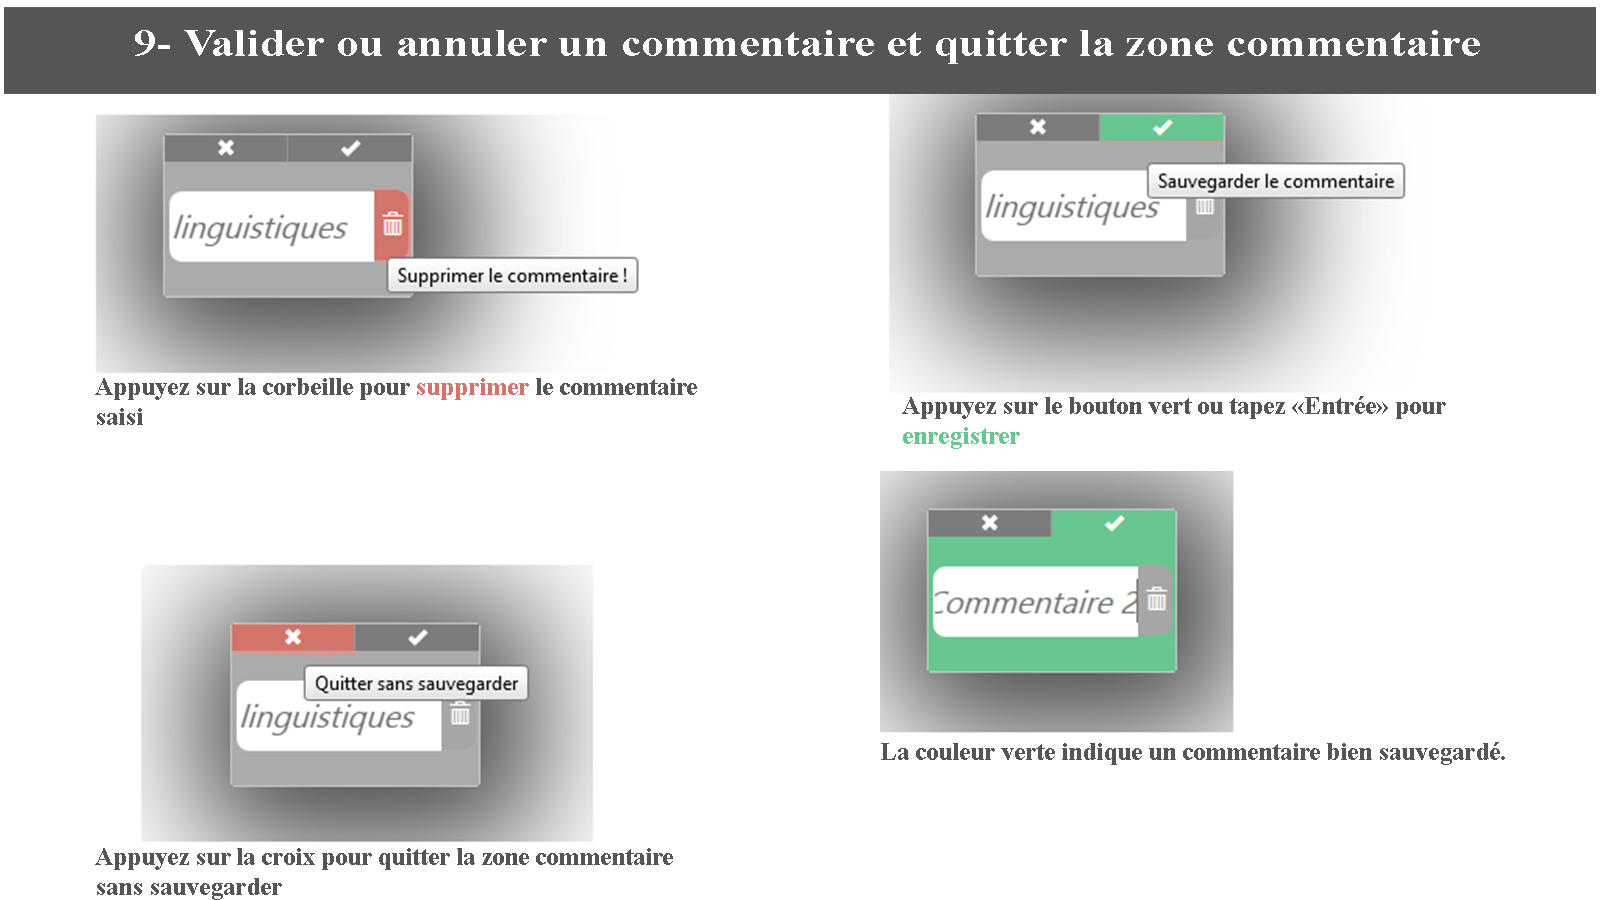 9- Valider ou annuler un commentaire et quitter la zone commentaire
linguistiques
Supprimer le commentaire !
Appuyez sur la corbeille pour supprimer le commentaire
saisi
Sauvegarder le commentaire
linguistiques
Appuyez sur le bouton vert ou tapez «Entrée» pour
enregistrer
Quitter sans sauvegarder
linguistiques
Appuyez sur la croix pour quitter la zone commentaire
sans sauvegarder
Commentaire 2
La couleur verte indique un commentaire bien sauvegardé.